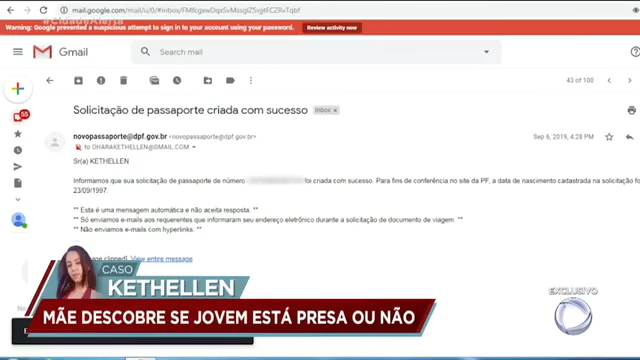 mail.google.com/mail/u/0/#inbox/FMfcgxwDqxSvMssglZSvjjtFCZRvTqbf
#CidadeAlerta
Warning: Google prevented a suspicious attempt to sign in to your account using your password. Review activity now
Gmail
Search mail
43 of 100
Solicitação de passaporte criada com sucesso Inbox x
novopassaporte@dpf.gov.br <novopassaporte@dpf.gov.br> Sep 6, 2019, 4:28 PM
to OHARAKETHELLEN@GMAIL.COM
Sr(a) KETHELLEN
Informamos que sua solicitação de passaporte de número foi criada com sucesso. Para fins de conferência no site da PF, a data de nascimento cadastrada na solicitação fo
23/09/1997.
** Esta é uma mensagem automática e não aceita resposta. **
** Só enviamos e-mails aos requerentes que informaram seu endereço eletrônico durante a solicitação de documento de viagem. **
** Não enviamos e-mails com hyperlinks. **
clipped] View entire message
CASO
KETHELLEN
EXCLUSIVO
MÃE DESCOBRE SE JOVEM ESTÁ PRESA OU NÃO